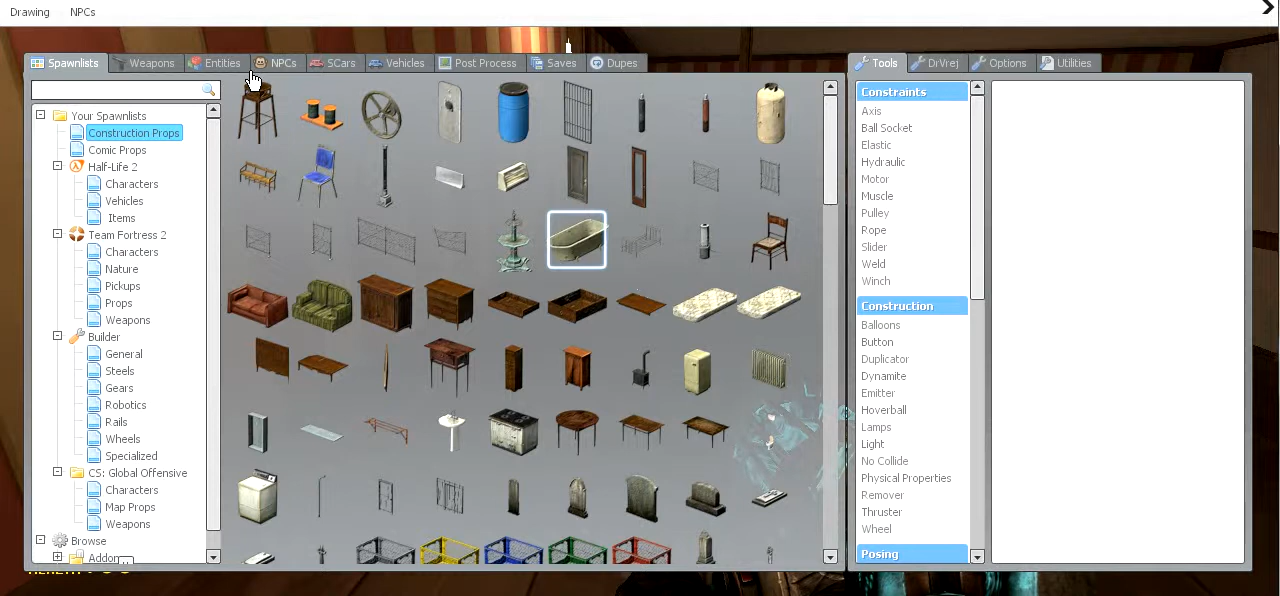 Drawing NPCs
Spawnlists Weapons Entities NPCs SCars Vehicles Post Process Saves Dupes
Tools DrVrej Options Utilities
Your Spawnlists
Construction Props
Comic Props
Half-Life 2
Characters
Vehicles
Items
Team Fortress 2
Characters
Nature
Pickups
Props
Weapons
Builder
General
Steels
Gears
Robotics
Rails
Wheels
Specialized
CS: Global Offensive
Characters
Map Props
Weapons
Browse
Constraints
Axis
Ball Socket
Elastic
Hydraulic
Motor
Muscle
Pulley
Rope
Slider
Weld
Winch
Construction
Balloons
Button
Duplicator
Dynamite
Emitter
Hoverball
Lamps
Light
No Collide
Physical Properties
Remover
Thruster
Wheel
Posing